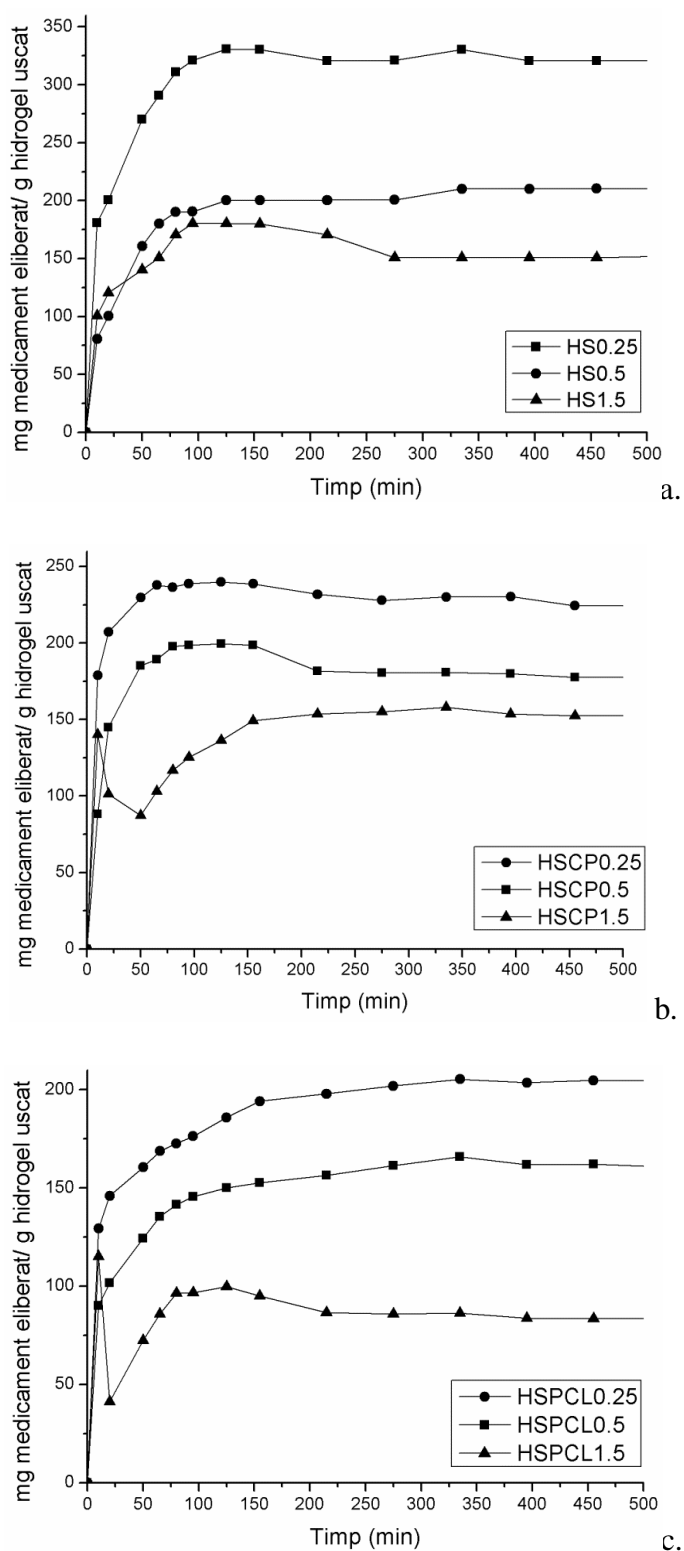 350
300
250
200
150
100
50
0
mg medicament eliberat/ g hidrogel uscat
HS0.25
HS0.5
HS1.5
0 50 100 150 200 250 300 350 400 450 500
Timp (min)
a.
250
200
150
100
50
0
mg medicament eliberat/ g hidrogel uscat
HSCP0.25
HSCP0.5
HSCP1.5
0 50 100 150 200 250 300 350 400 450 500
Timp (min)
b.
200
150
100
50
0
mg medicament eliberat/ g hidrogel uscat
HSPCL0.25
HSPCL0.5
HSPCL1.5
0 50 100 150 200 250 300 350 400 450 500
Timp (min)
c.